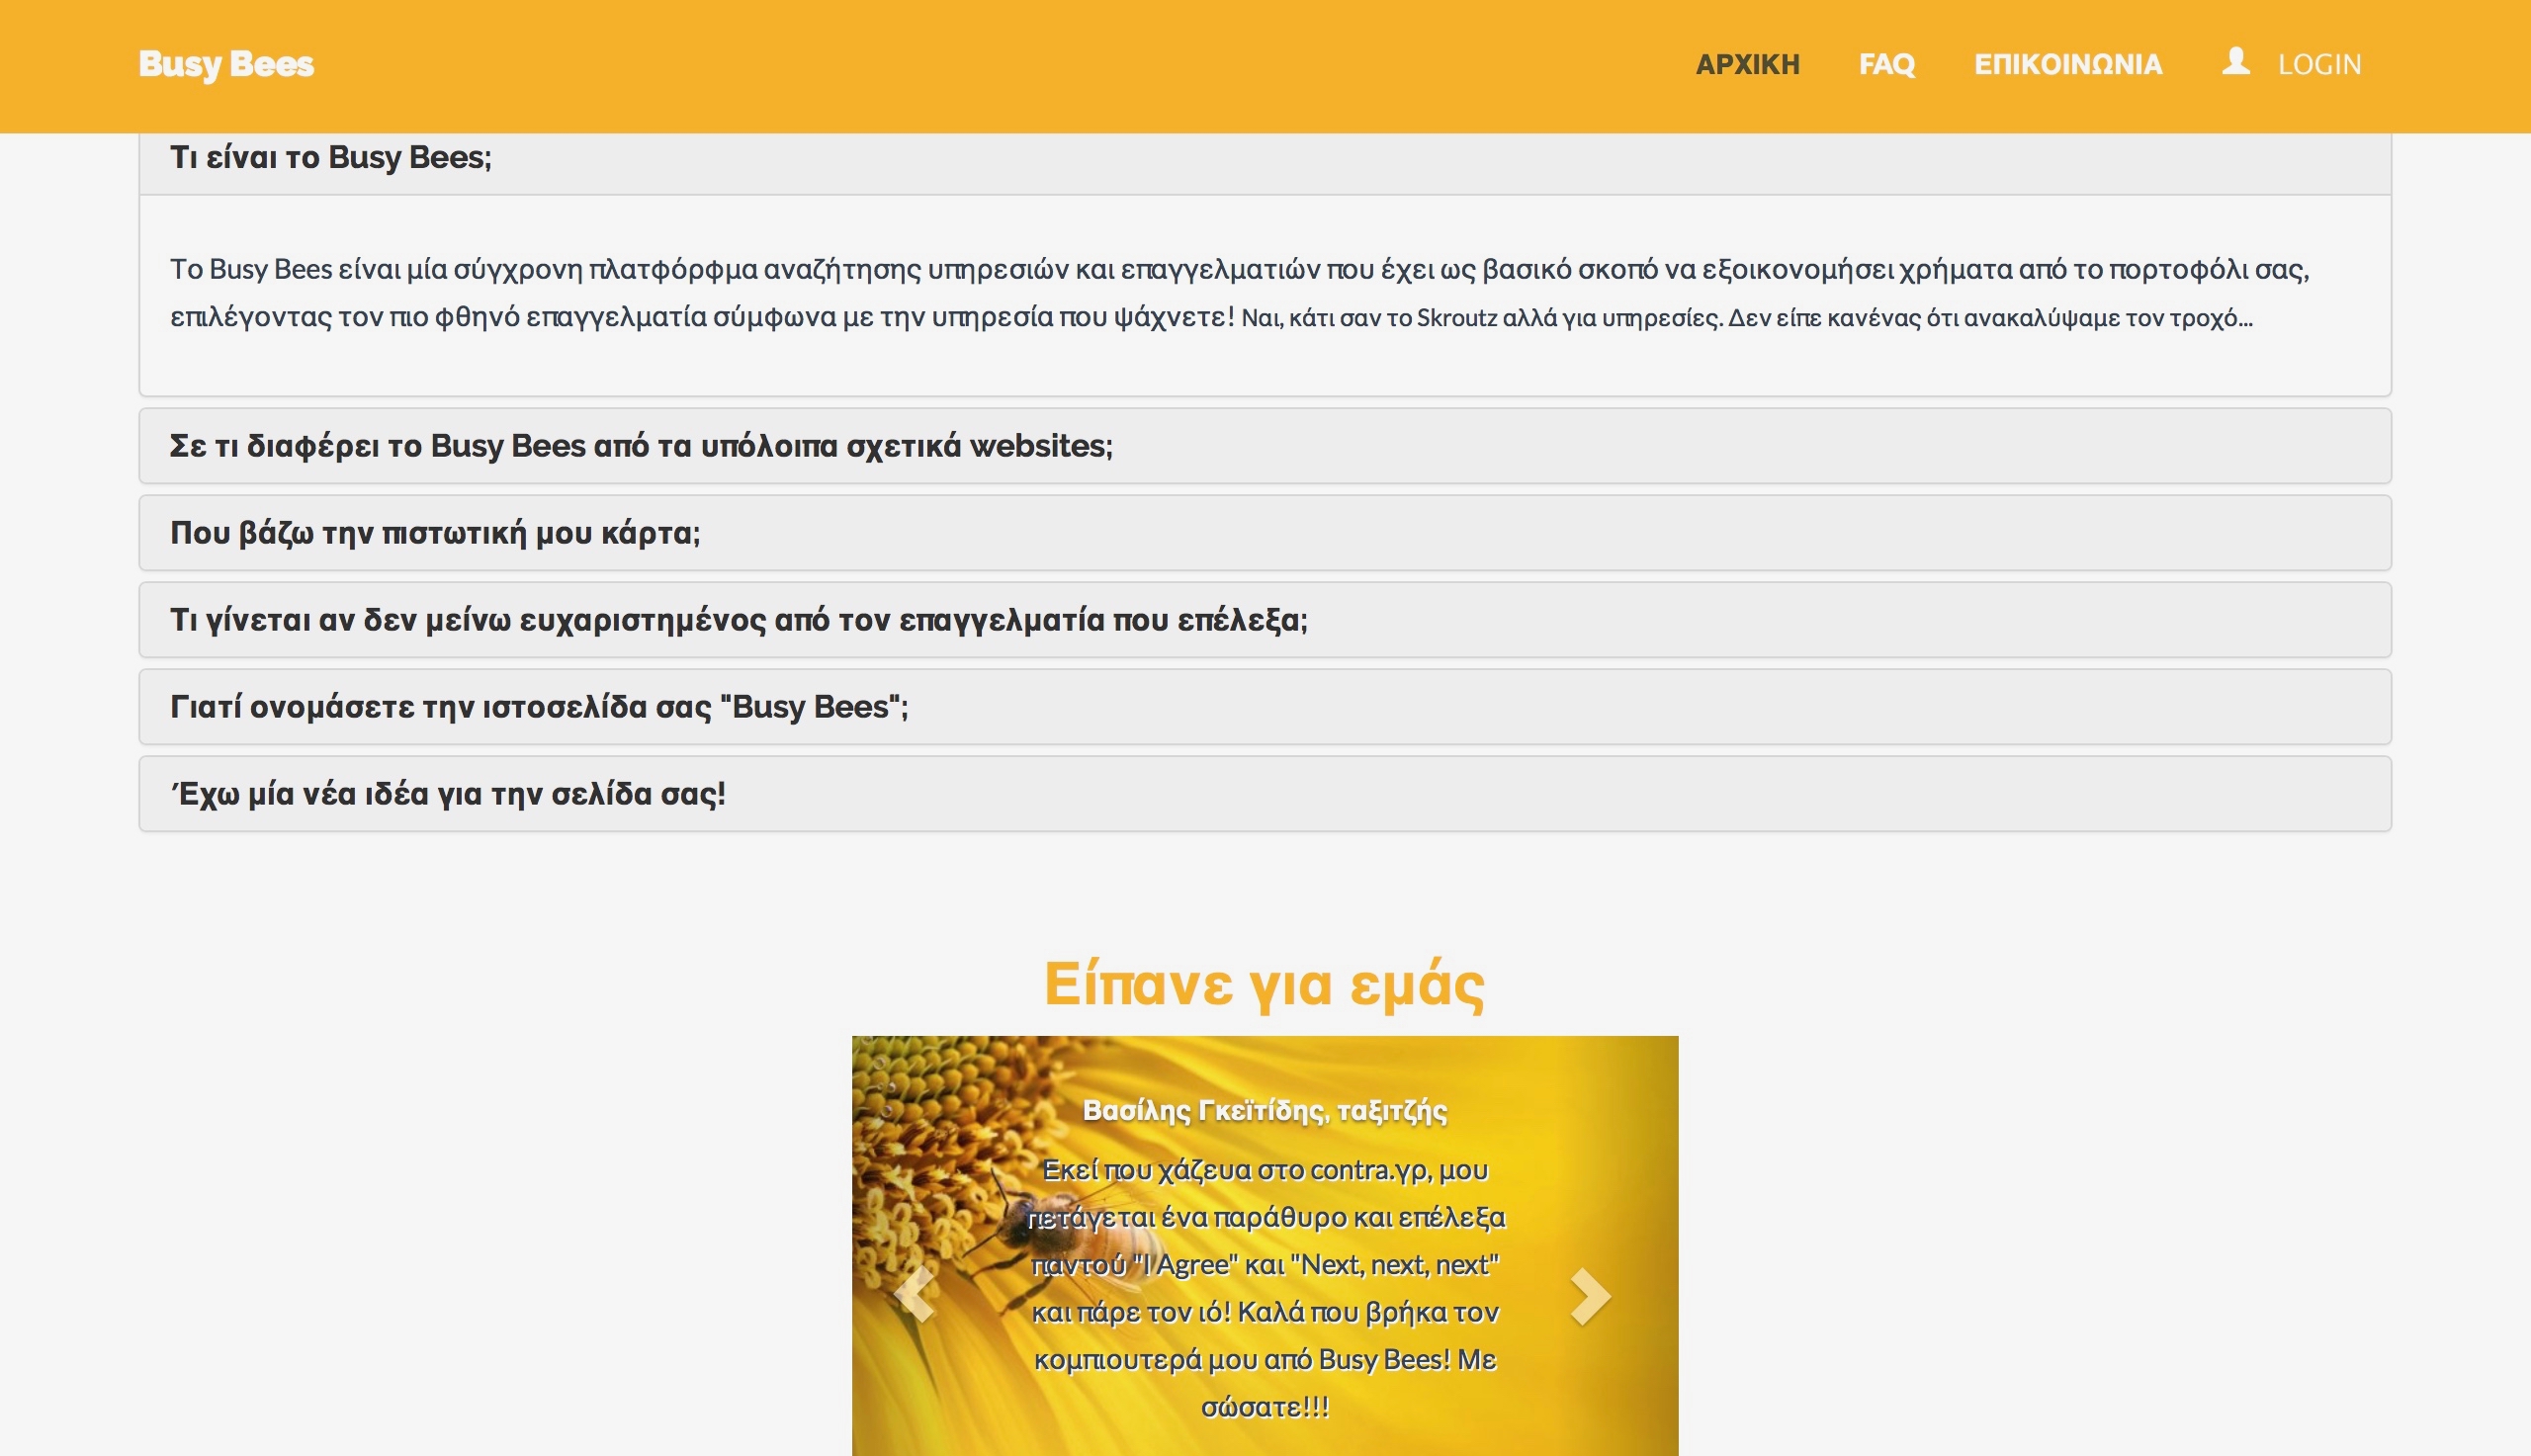 Busy Bees
ΑΡΧΙΚΗ FAQ ΕΠΙΚΟΙΝΩΝΙΑ LOGIN
Τι είναι το Busy Bees;
Το Busy Bees είναι μία σύγχρονη πλατφόρφμα αναζήτησης υπηρεσιών και επαγγελματιών που έχει ως βασικό σκοπό να εξοικονομήσει χρήματα από το πορτοφόλι σας,
επιλέγοντας τον πιο φθηνό επαγγελματία σύμφωνα με την υπηρεσία που ψάχνετε! Ναι, κάτι σαν το Skroutz αλλά για υπηρεσίες. Δεν είπε κανένας ότι ανακαλύψαμε τον τροχό...
Σε τι διαφέρει το Busy Bees από τα υπόλοιπα σχετικά websites;
Που βάζω την πιστωτική μου κάρτα;
Τι γίνεται αν δεν μείνω ευχαριστημένος από τον επαγγελματία που επέλεξα;
Γιατί ονομάσετε την ιστοσελίδα σας "Busy Bees";
Έχω μία νέα ιδέα για την σελίδα σας!
Είπανε για εμάς
Βασίλης Γκεϊτίδης, ταξιτζής
Εκεί που χάζευα στο contra.γρ, μου
πετάγεται ένα παράθυρο και επέλεξα
παντού "I Agree" και "Next, next, next"
και πάρε τον ιό! Καλά που βρήκα τον
κομπιουτερά μου από Busy Bees! Με
σώσατε!!!